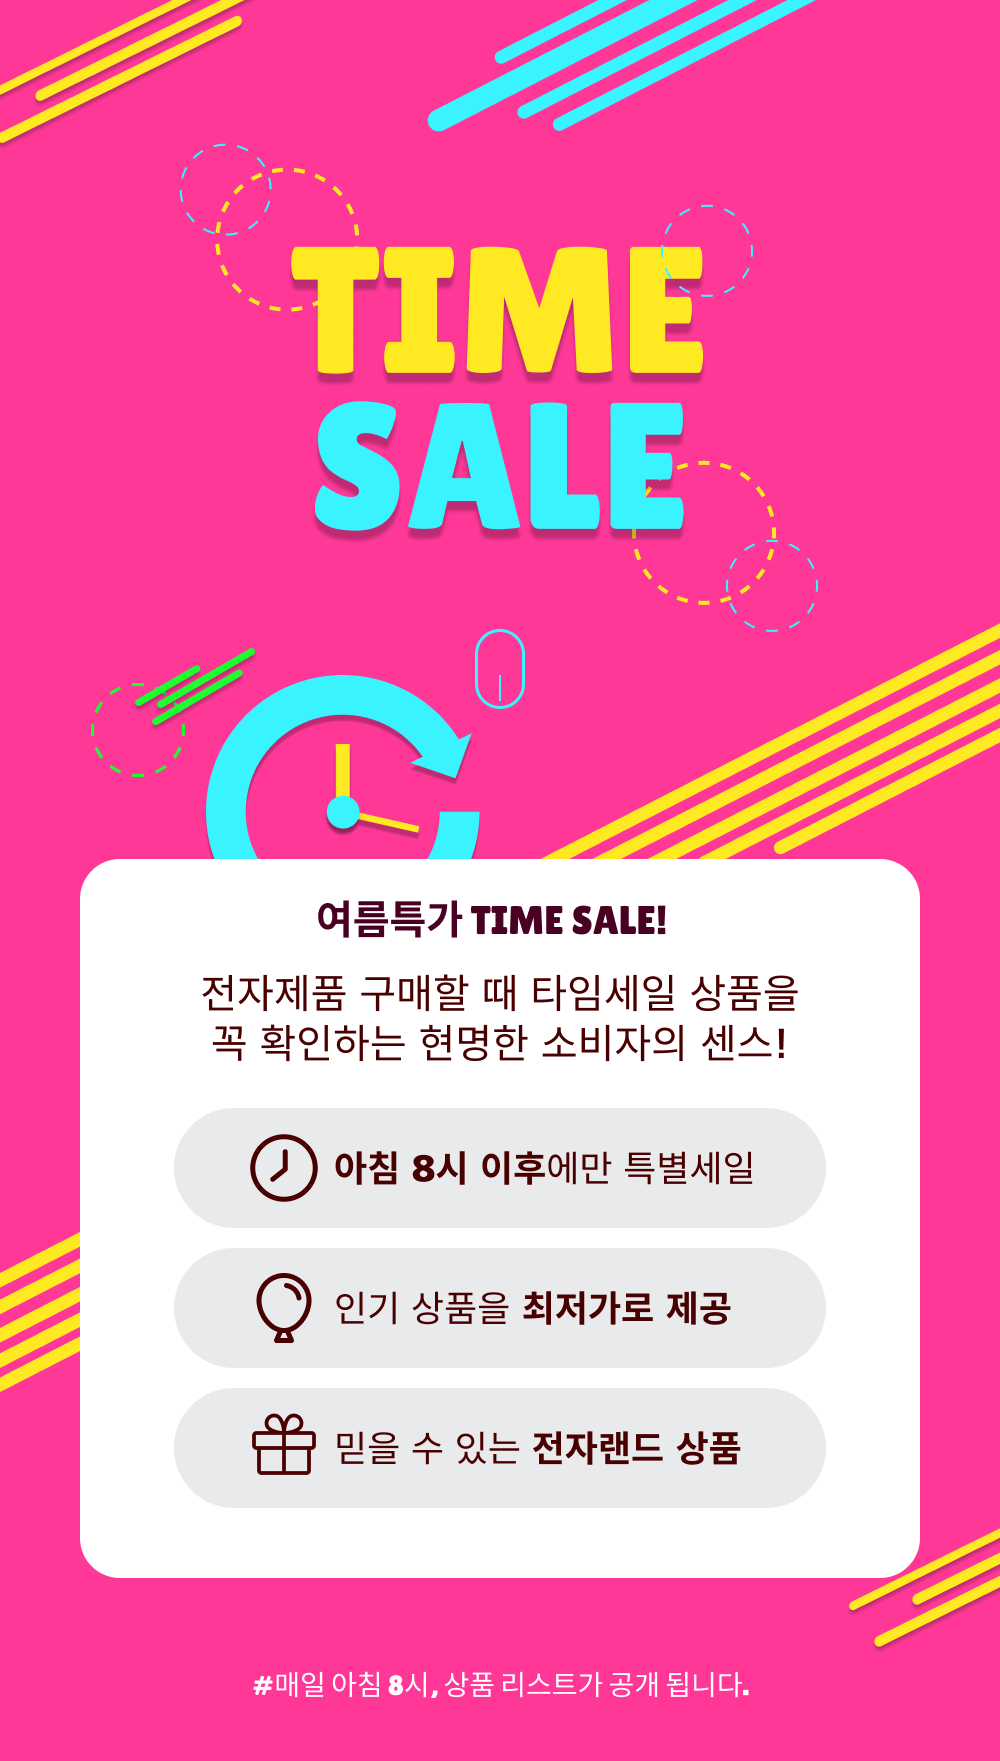 TIME
SALE
여름특가 TIME SALE!
전자제품 구매할 때 타임세일 상품을
꼭 확인하는 현명한 소비자의 센스!
아침 8시 이후에만 특별세일
인기 상품을 최저가로 제공
믿을 수 있는 전자랜드 상품
#매일 아침 8시, 상품 리스트가 공개 됩니다.